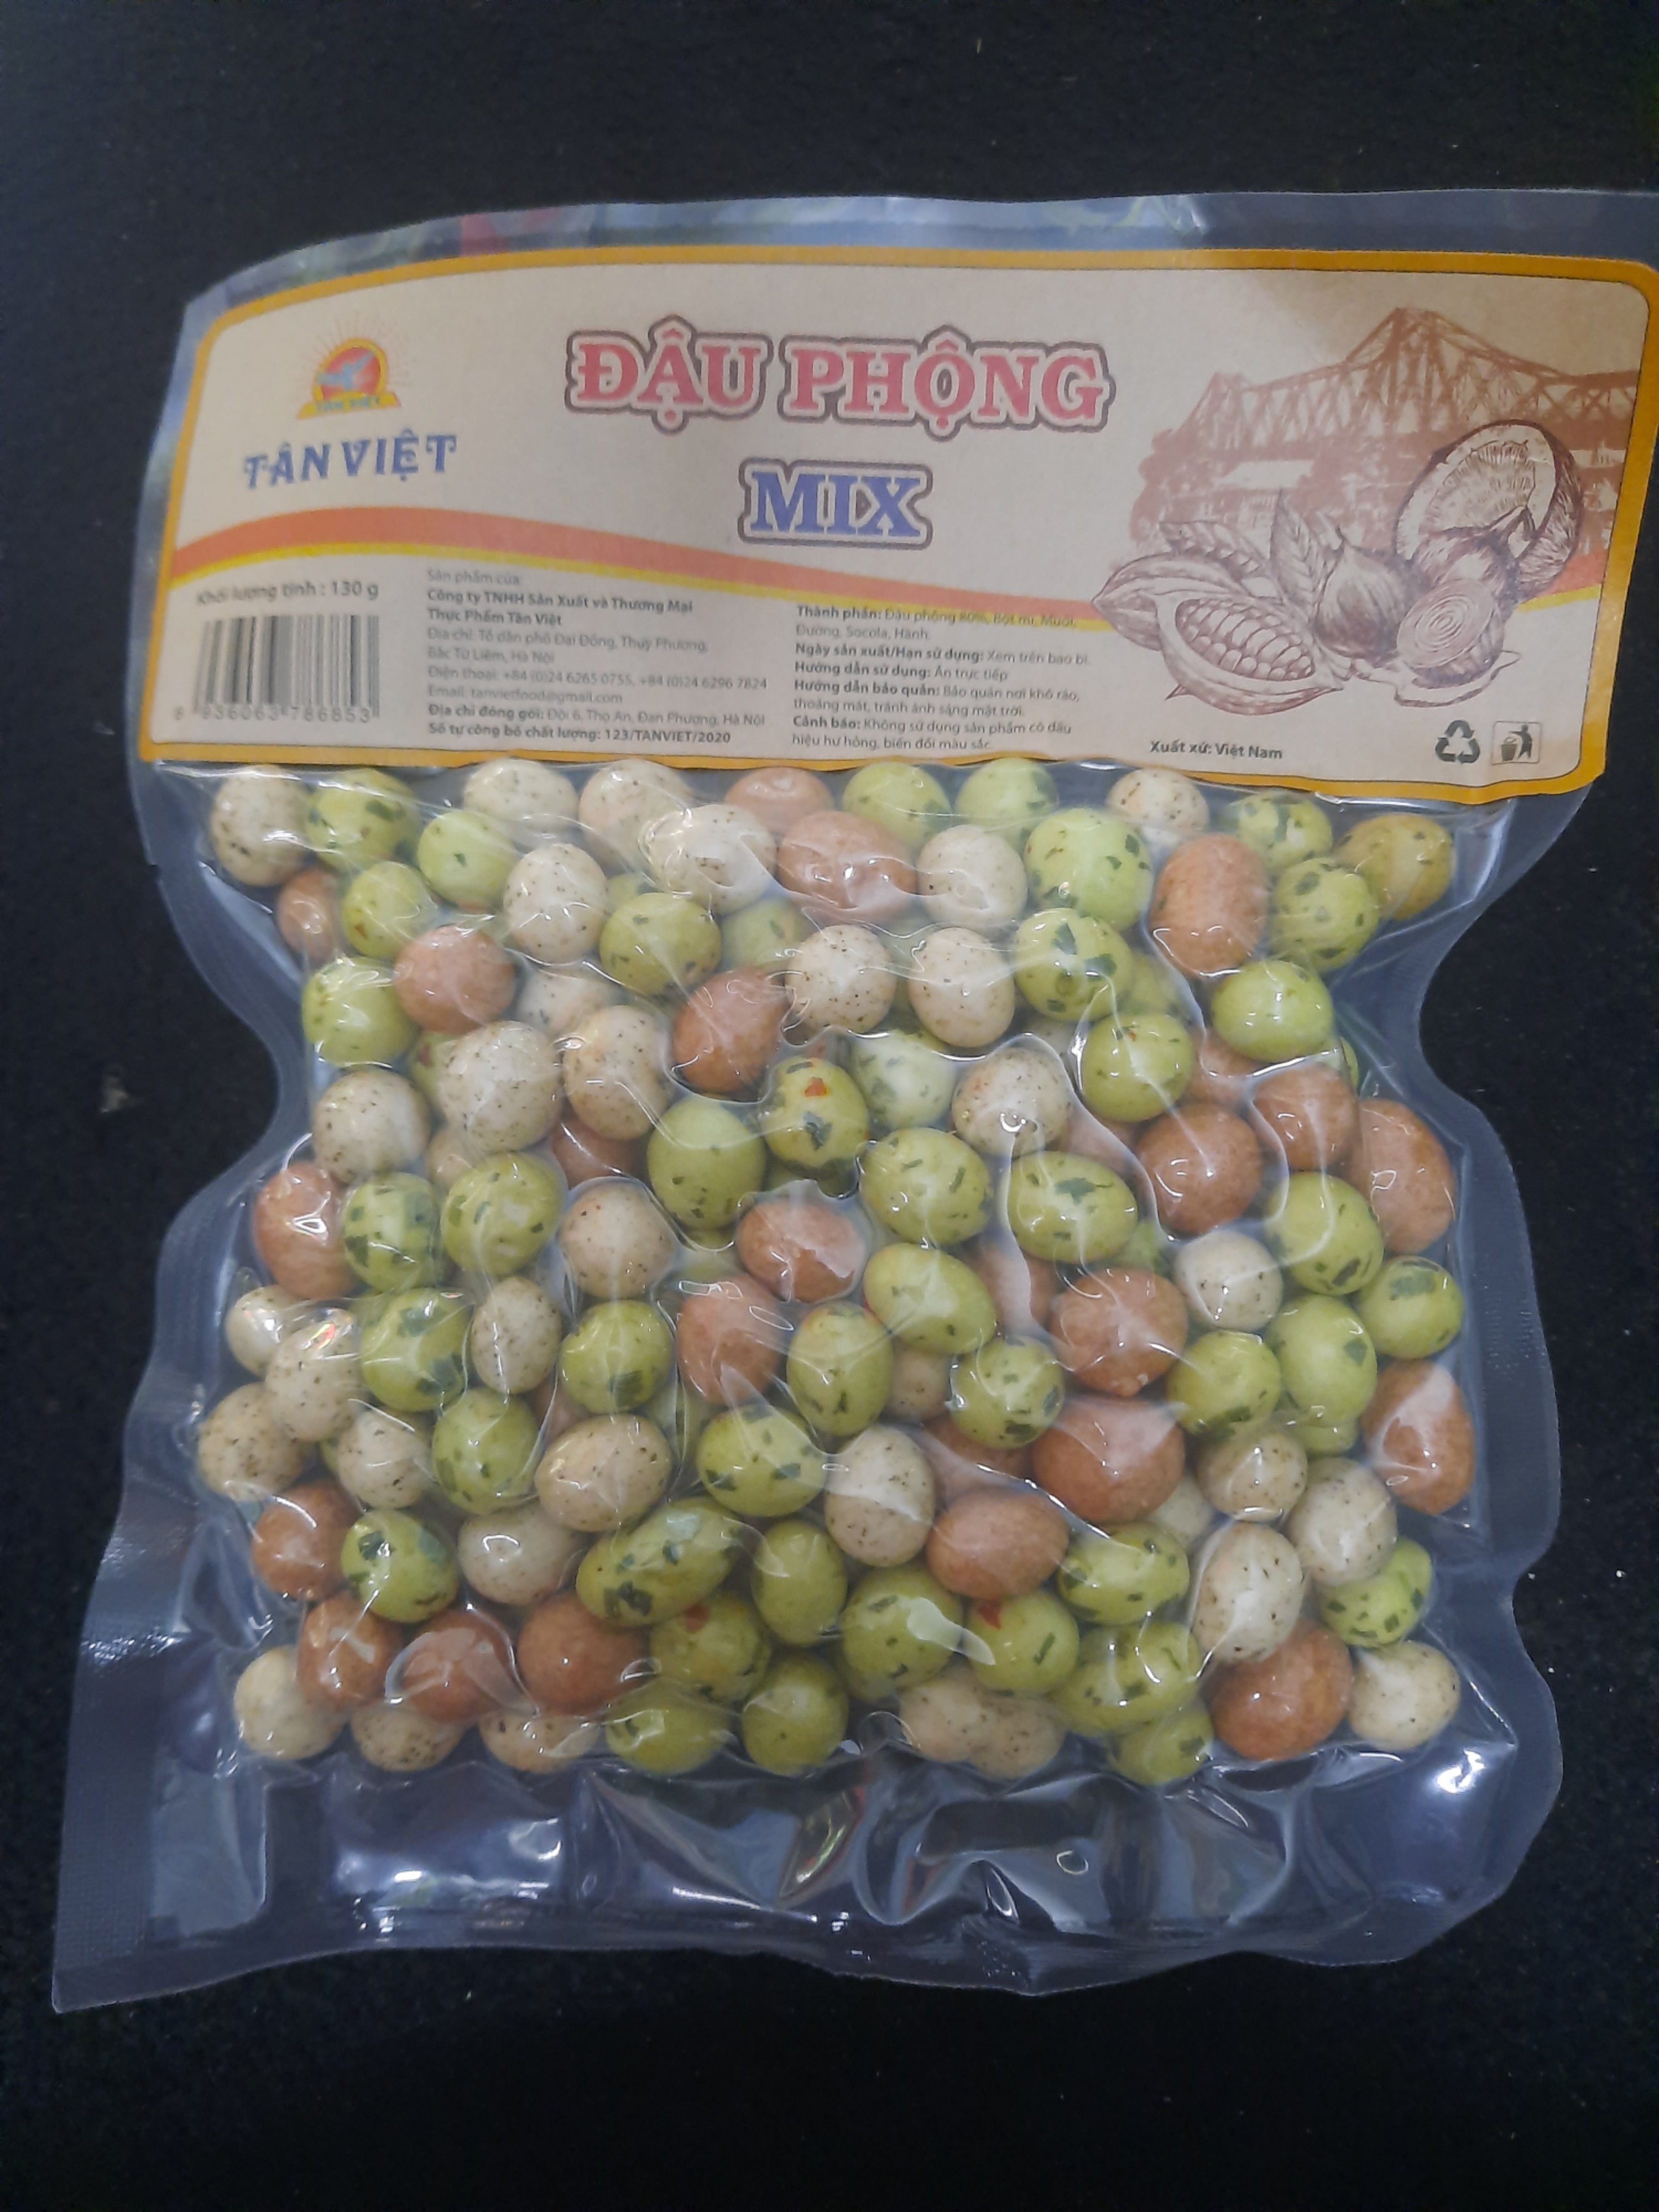 TÂN VIỆT
TÂN VIỆT
ĐẬU PHỘNG
MIX
Khối lượng tịnh : 130 g
8 936063 786853
Sản phẩm của:
Công ty TNHH Sản Xuất và Thương Mại
Thực Phẩm Tân Việt
Địa chỉ: Tổ dân phố Đại Đồng, Thụy Phương,
Bắc Từ Liêm, Hà Nội
Điện thoại: +84 (0)24 6265 0755, +84 (0)24 6296 7824
Email: tanvietfood@gmail.com
Địa chỉ đóng gói: Đội 6, Thọ An, Đan Phượng, Hà Nội
Số tự công bố chất lượng: 123/TANVIET/2020
Thành phần: Đậu phộng 80%, Bột mì, Muối,
Đường, Socola, Hành.
Ngày sản xuất/Hạn sử dụng: Xem trên bao bì.
Hướng dẫn sử dụng: Ăn trực tiếp
Hướng dẫn bảo quản: Bảo quản nơi khô ráo,
thoáng mát, tránh ánh sáng mặt trời.
Cảnh báo: Không sử dụng sản phẩm có dấu
hiệu hư hỏng, biến đổi màu sắc.
Xuất xứ: Việt Nam